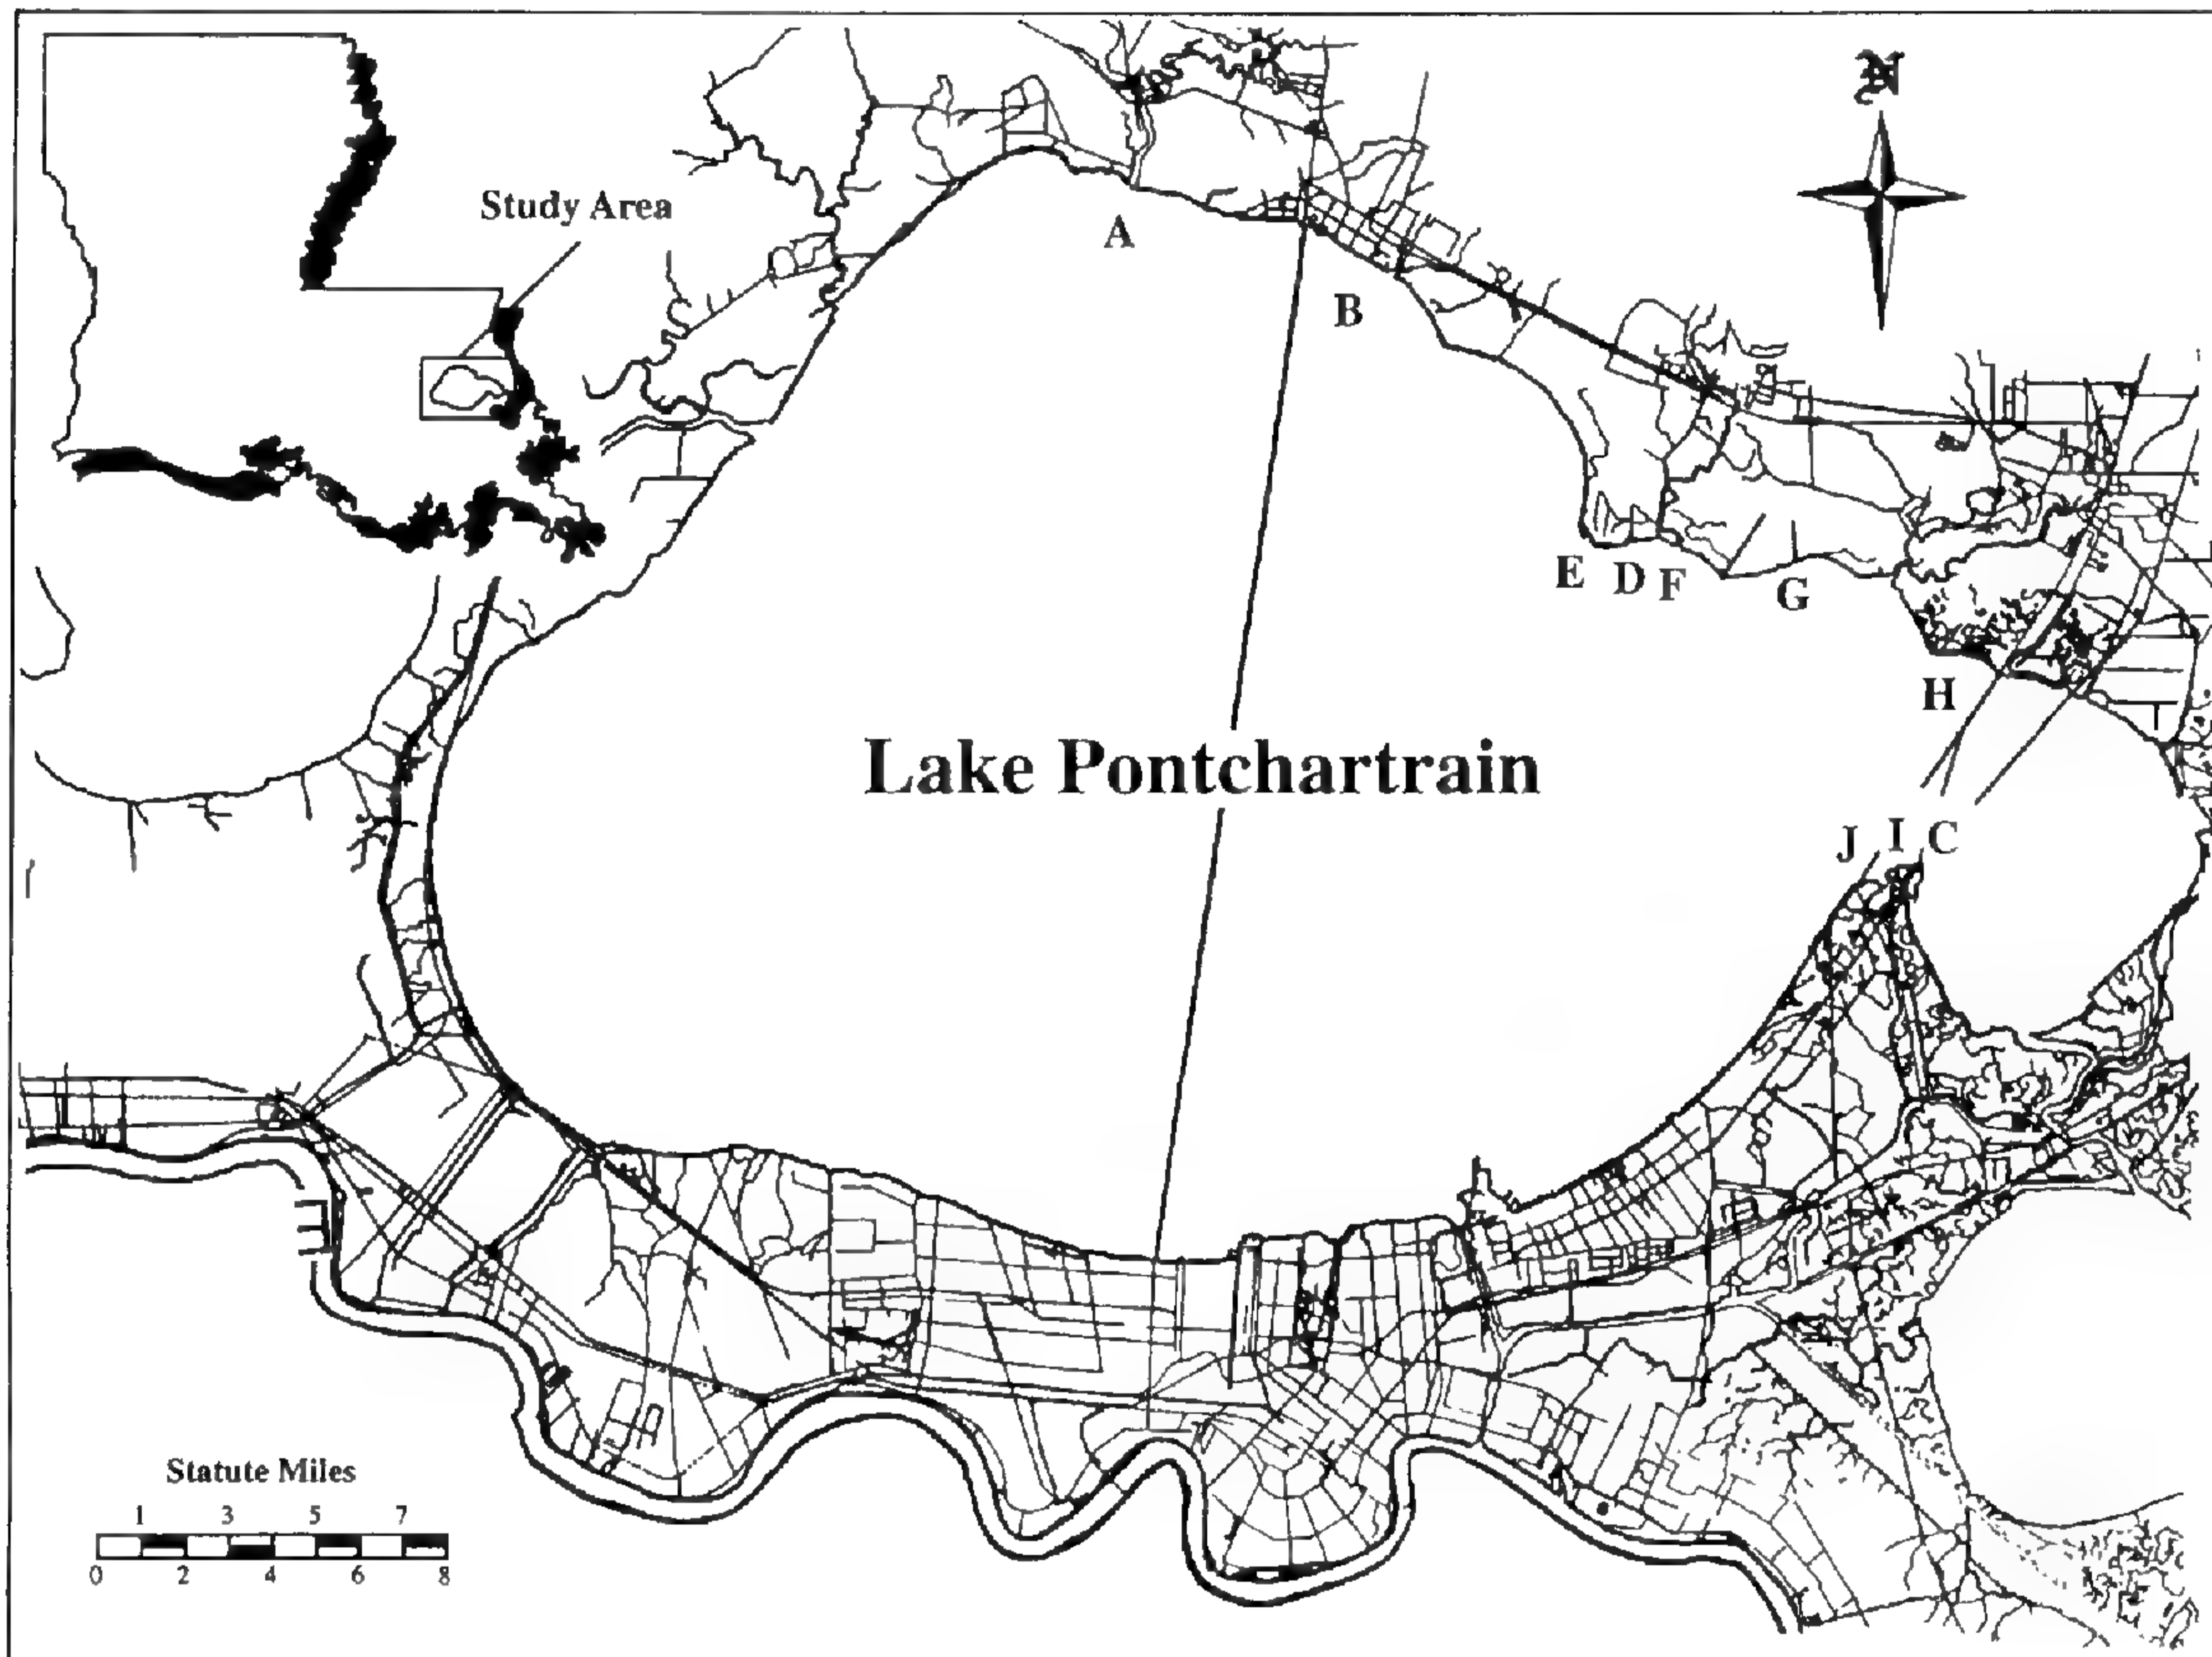 N
Study Area
A
B
E D F G
H
Lake Pontchartrain
J I C
Statute Miles
1 3 5 7
0 2 4 6 8